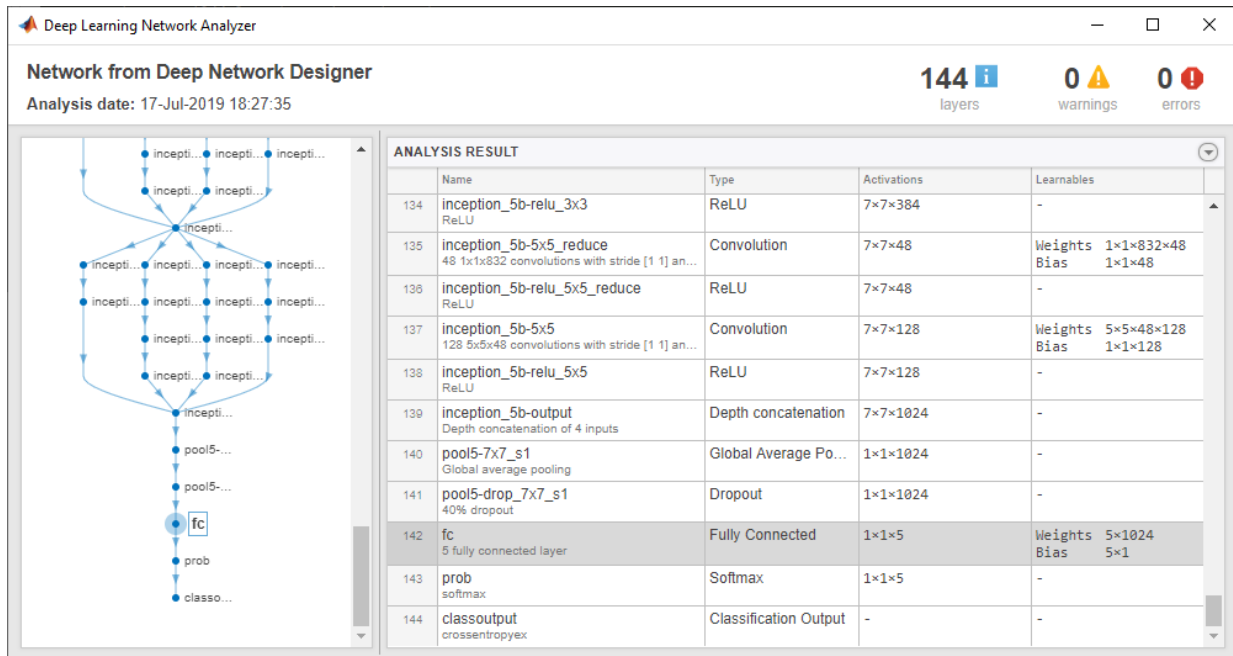 Deep Learning Network Analyzer
Network from Deep Network Designer
Analysis date: 17-Jul-2019 18:27:35
144 layers
0 warnings
0 errors
incepti... incepti... incepti...
incepti... incepti...
incepti...
incepti... incepti... incepti... incepti...
incepti... incepti... incepti... incepti...
incepti... incepti... incepti...
incepti... incepti...
incepti...
pool5-...
pool5-...
fc
prob
classo...
ANALYSIS RESULT
Name Type Activations Learnables
134 inception_5b-relu_3x3 ReLU 7×7×384 -
ReLU
135 inception_5b-5x5_reduce Convolution 7×7×48 Weights 1×1×832×48
48 1x1x832 convolutions with stride [1 1] an... Bias 1×1×48
136 inception_5b-relu_5x5_reduce ReLU 7×7×48 -
ReLU
137 inception_5b-5x5 Convolution 7×7×128 Weights 5×5×48×128
128 5x5x48 convolutions with stride [1 1] an... Bias 1×1×128
138 inception_5b-relu_5x5 ReLU 7×7×128 -
ReLU
139 inception_5b-output Depth concatenation 7×7×1024 -
Depth concatenation of 4 inputs
140 pool5-7x7_s1 Global Average Po... 1×1×1024 -
Global average pooling
141 pool5-drop_7x7_s1 Dropout 1×1×1024 -
40% dropout
142 fc Fully Connected 1×1×5 Weights 5×1024
5 fully connected layer Bias 5×1
143 prob Softmax 1×1×5 -
softmax
144 classoutput Classification Output - -
crossentropyex